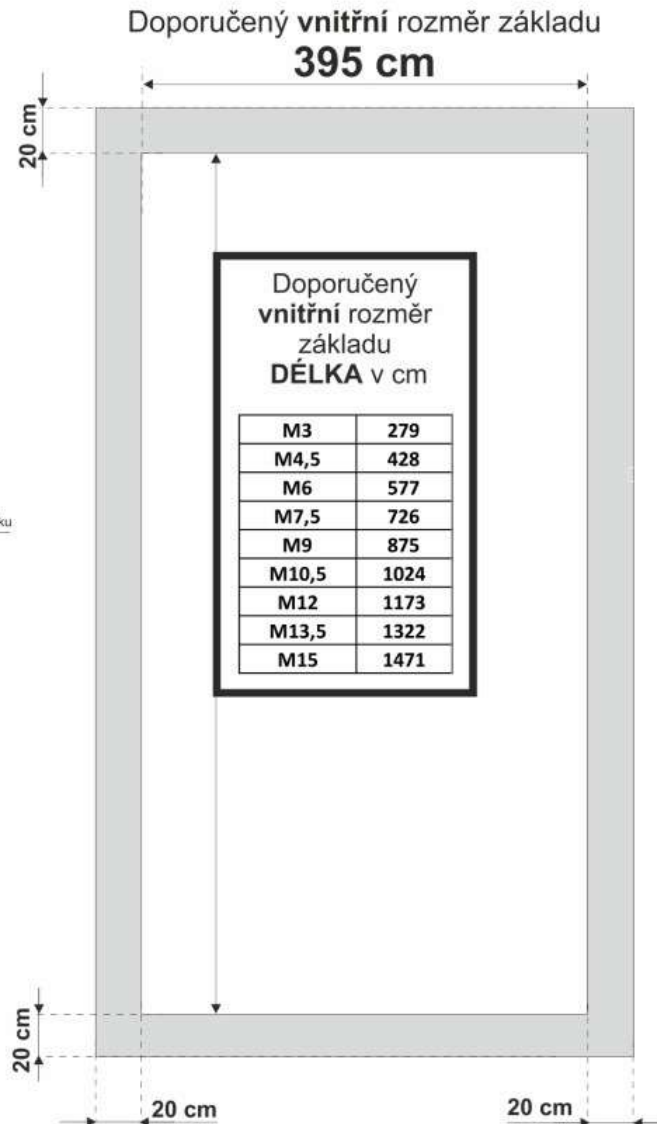 Doporučený vnitřní rozměr základu
395 cm
20 cm
Doporučený
vnitřní rozměr
základu
DÉLKA v cm
M3 279
M4,5 428
M6 577
M7,5 726
ku
M9 875
M10,5 1024
M12 1173
M13,5 1322
M15 1471
20 cm
20 cm
20 cm